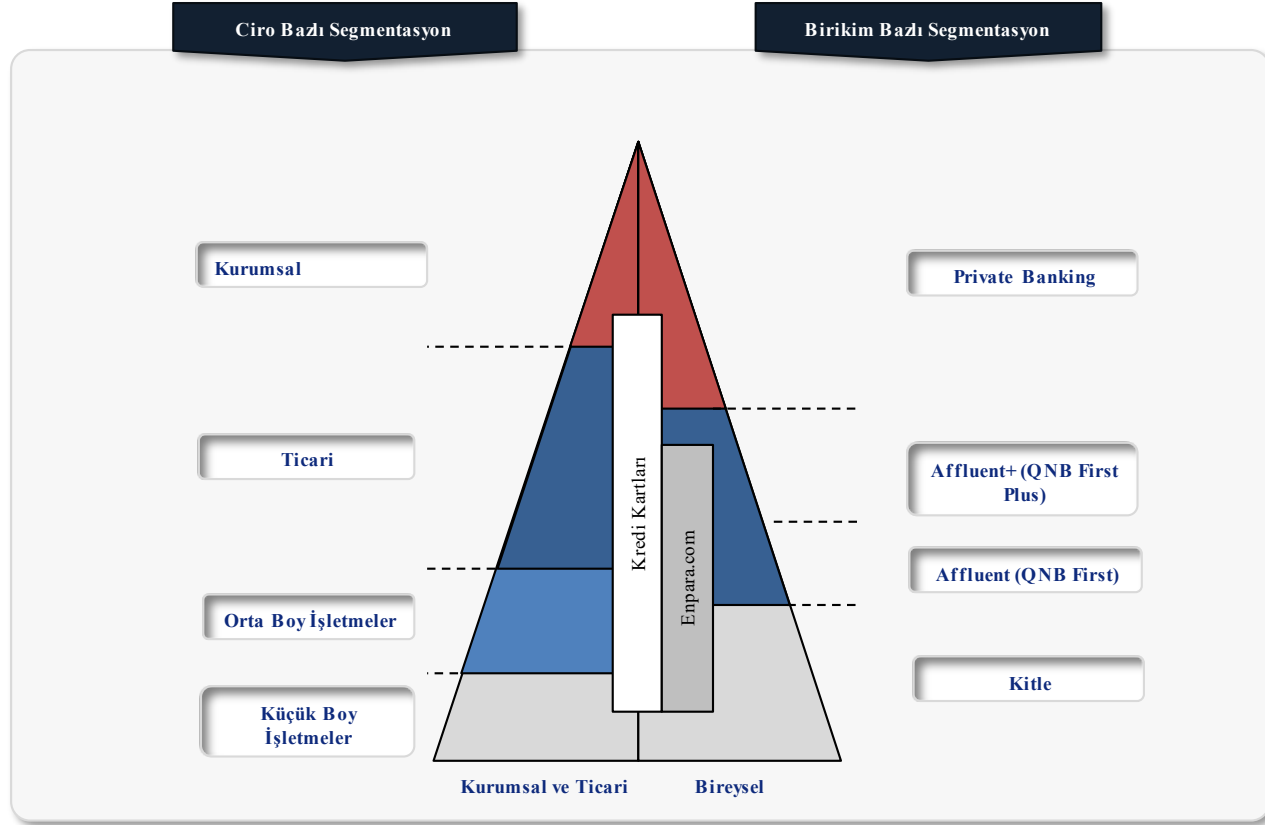 Ciro Bazlı Segmentasyon
Birikim Bazlı Segmentasyon
Kurumsal
Ticari
Orta Boy İşletmeler
Küçük Boy
İşletmeler
Kredi Kartları
Enpara.com
Private Banking
Affluent+ (QNB First
Plus)
Affluent (QNB First)
Kitle
Kurumsal ve Ticari
Bireysel